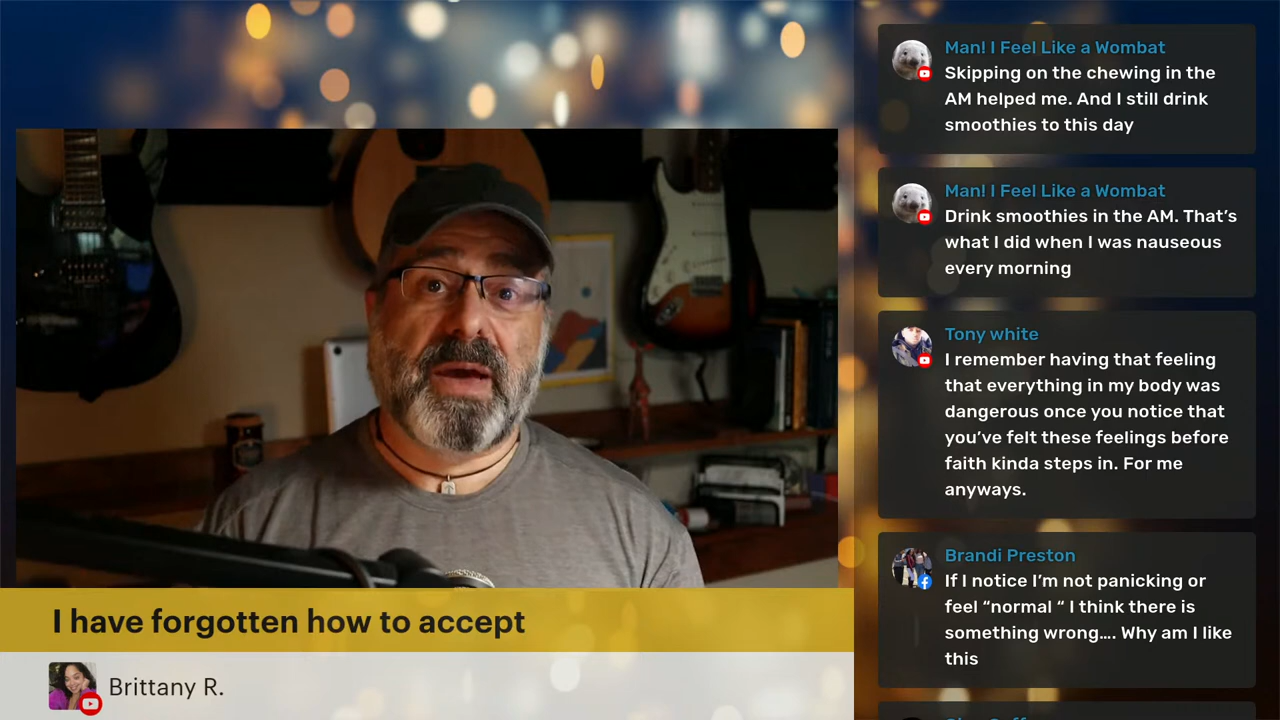 Man! I Feel Like a Wombat
Skipping on the chewing in the
AM helped me. And I still drink
smoothies to this day
Man! I Feel Like a Wombat
Drink smoothies in the AM. That’s
what I did when I was nauseous
every morning
Tony white
I remember having that feeling
that everything in my body was
dangerous once you notice that
you’ve felt these feelings before
faith kinda steps in. For me
anyways.
Brandi Preston
If I notice I’m not panicking or
feel “normal “ I think there is
something wrong.... Why am I like
this
I have forgotten how to accept
Brittany R.